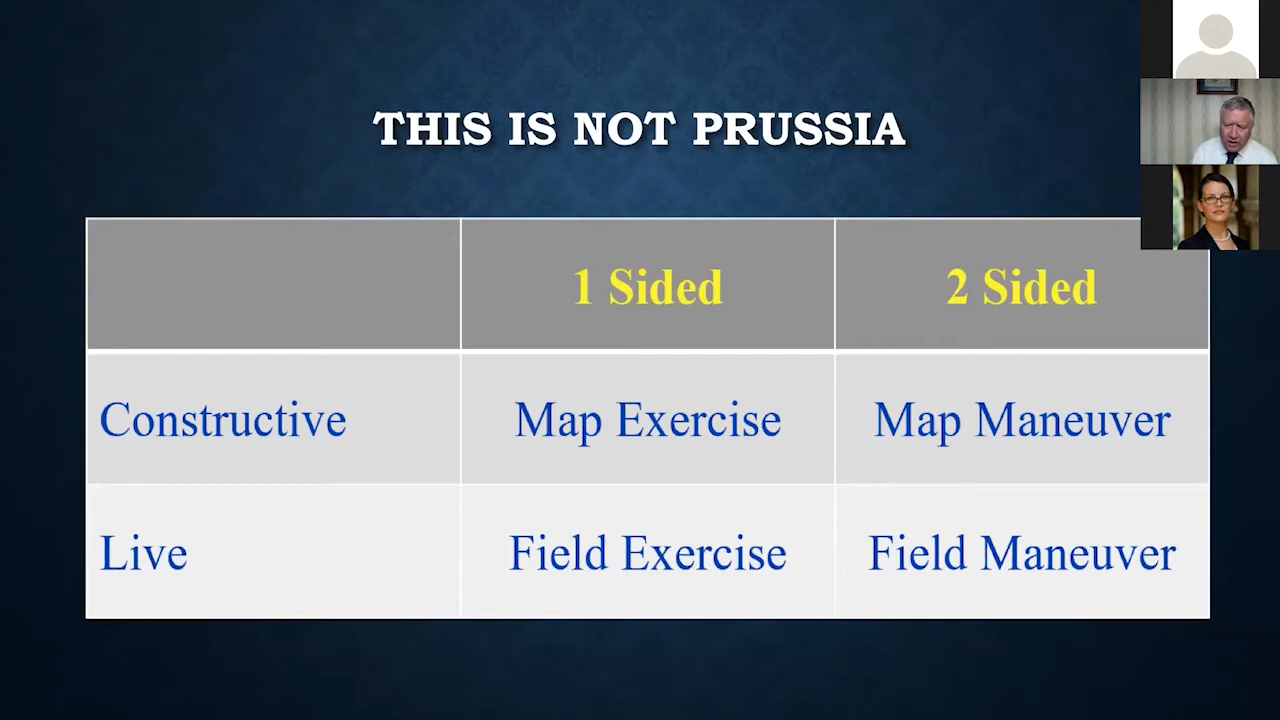 THIS IS NOT PRUSSIA
1 Sided 2 Sided
Constructive Map Exercise Map Maneuver
Live Field Exercise Field Maneuver